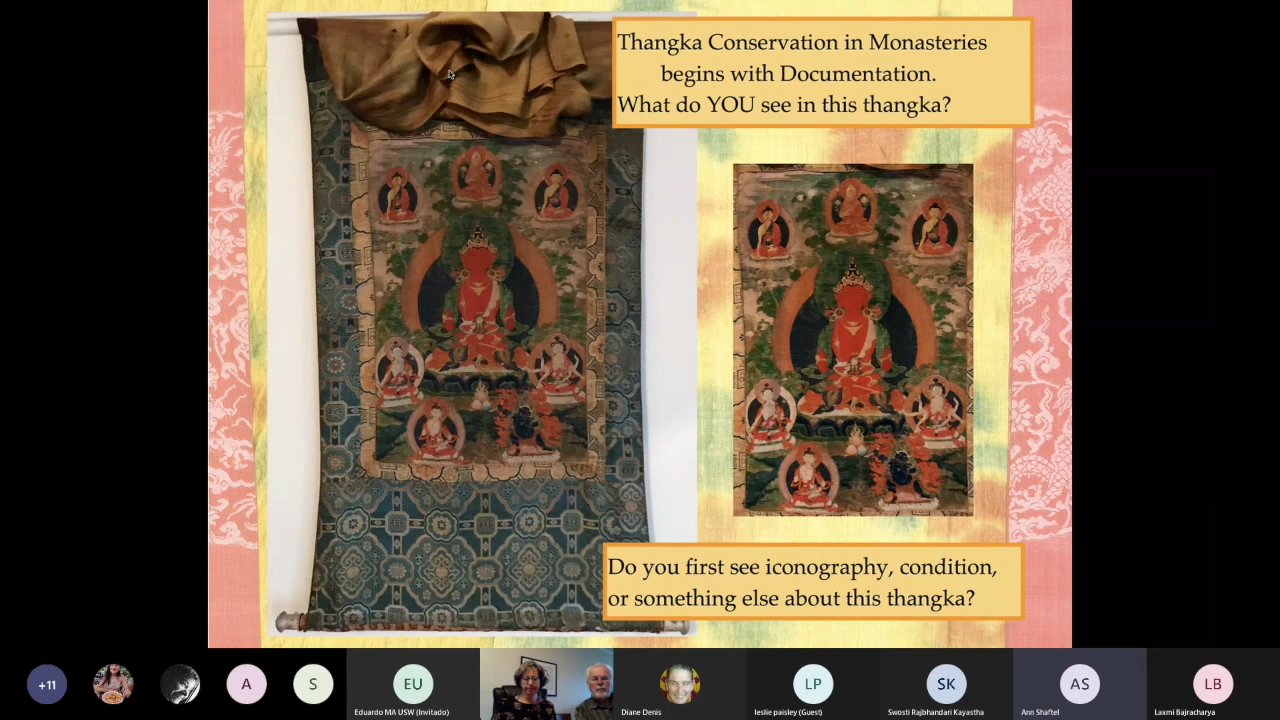 Thangka Conservation in Monasteries
begins with Documentation.
What do YOU see in this thangka?
Do you first see iconography, condition,
or something else about this thangka?
+11
A
S
EU
LP
SK
AS
LB
Eduardo MA USW (Invitado)
Diane Denis
leslie paisley (Guest)
Swosti Rajbhandari Kayastha
Ann Shaftel
Laxmi Bajracharya